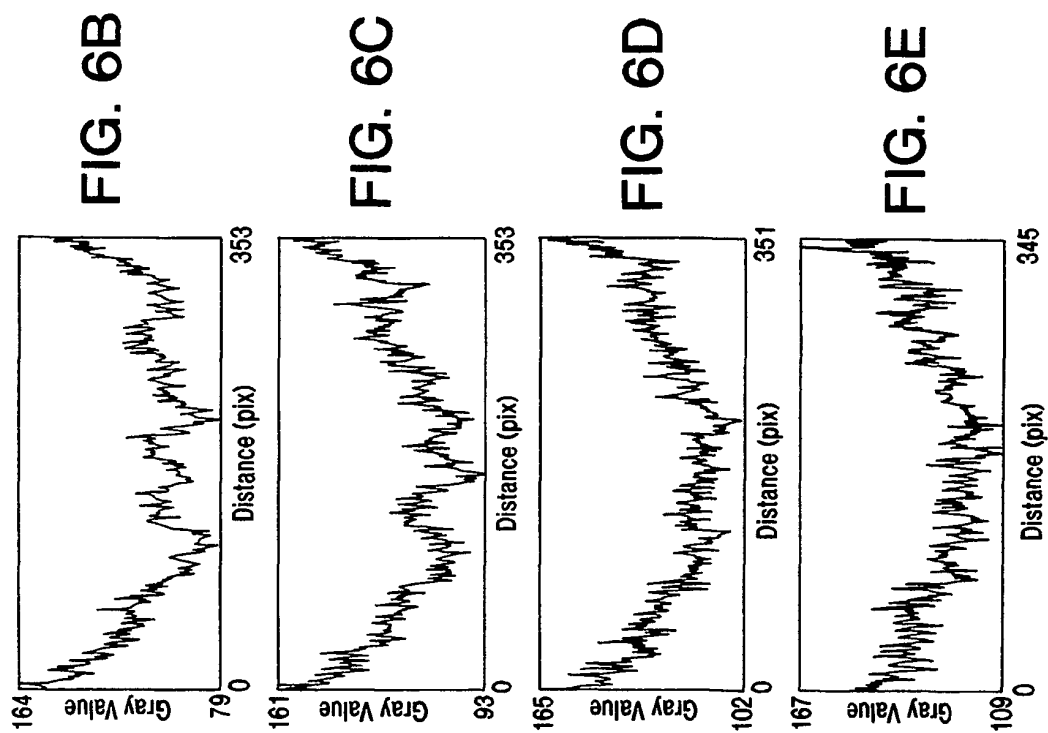 FIG. 6B
164
Gray Value
79
0
Distance (pix)
353
FIG. 6C
161
Gray Value
93
0
Distance (pix)
353
FIG. 6D
165
Gray Value
102
0
Distance (pix)
351
FIG. 6E
167
Gray Value
109
0
Distance (pix)
345